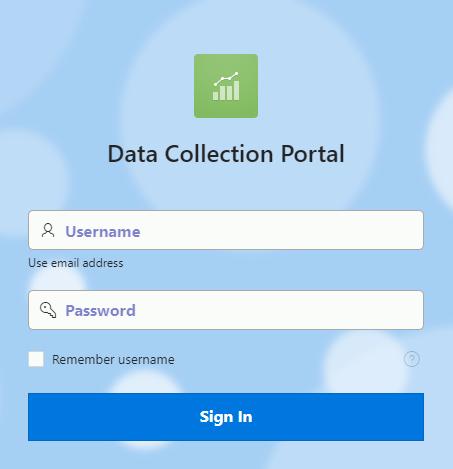 Data Collection Portal
Username
Use email address
Password
Remember username
?
Sign In